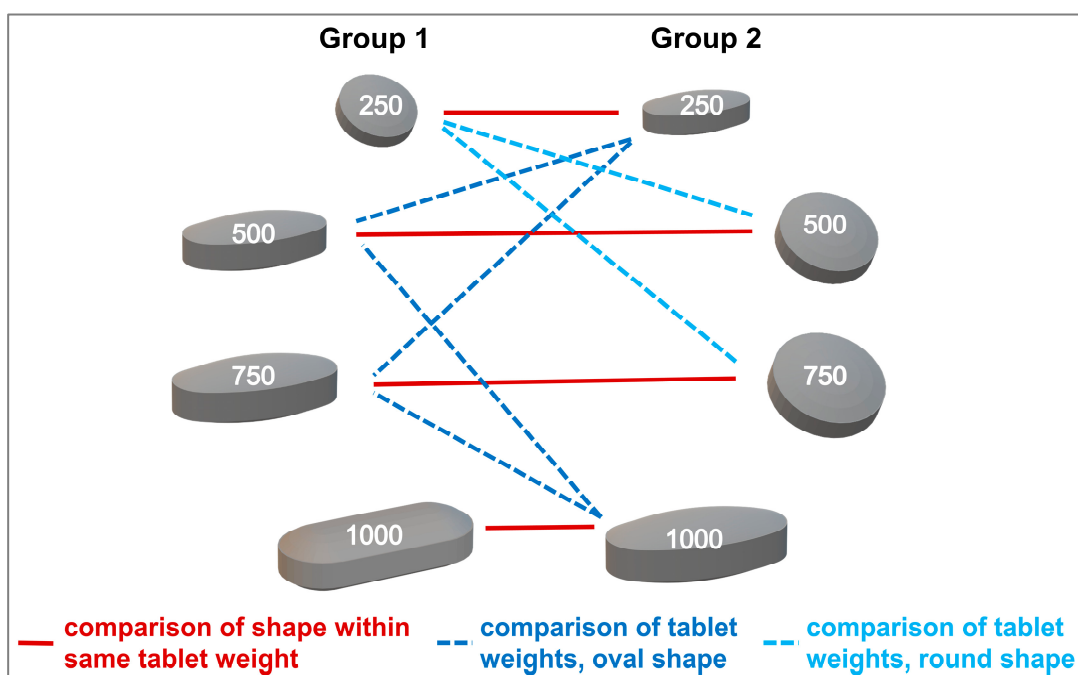 Group 1 Group 2
250 250
500 500
750 750
1000 1000
comparison of shape within
same tablet weight
comparison of tablet
weights, oval shape
comparison of tablet
weights, round shape